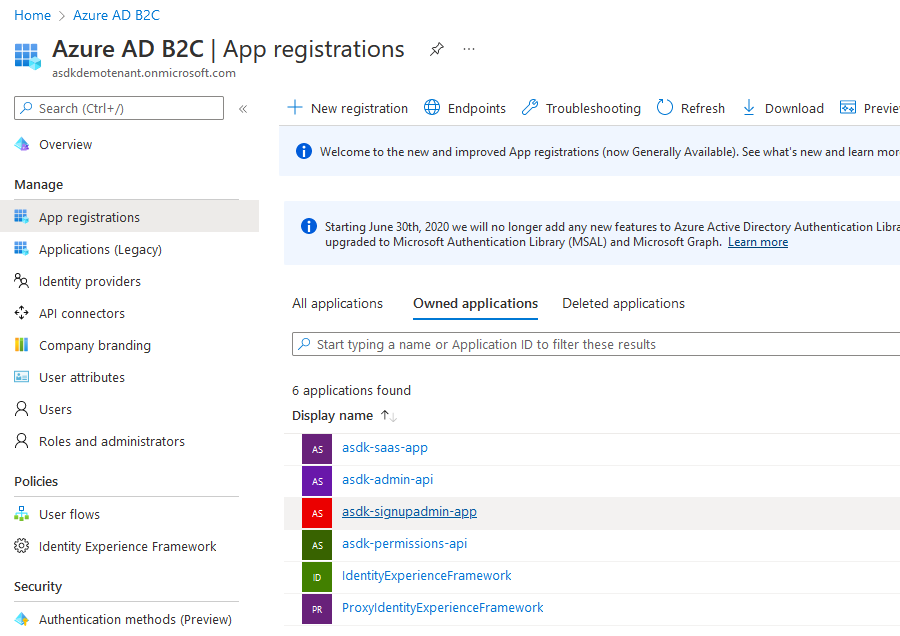 Home > Azure AD B2C
Azure AD B2C | App registrations
asdkdemotenant.onmicrosoft.com
Search (Ctrl+/)
Overview
Manage
App registrations
Applications (Legacy)
Identity providers
API connectors
Company branding
User attributes
Users
Roles and administrators
Policies
User flows
Identity Experience Framework
Security
Authentication methods (Preview)
New registration Endpoints Troubleshooting Refresh Download Previe
Welcome to the new and improved App registrations (now Generally Available). See what's new and learn mor
Starting June 30th, 2020 we will no longer add any new features to Azure Active Directory Authentication Libra
upgraded to Microsoft Authentication Library (MSAL) and Microsoft Graph. Learn more
All applications Owned applications Deleted applications
Start typing a name or Application ID to filter these results
6 applications found
Display name
AS asdk-saas-app
AS asdk-admin-api
AS asdk-signupadmin-app
AS asdk-permissions-api
ID IdentityExperienceFramework
PR ProxyIdentityExperienceFramework